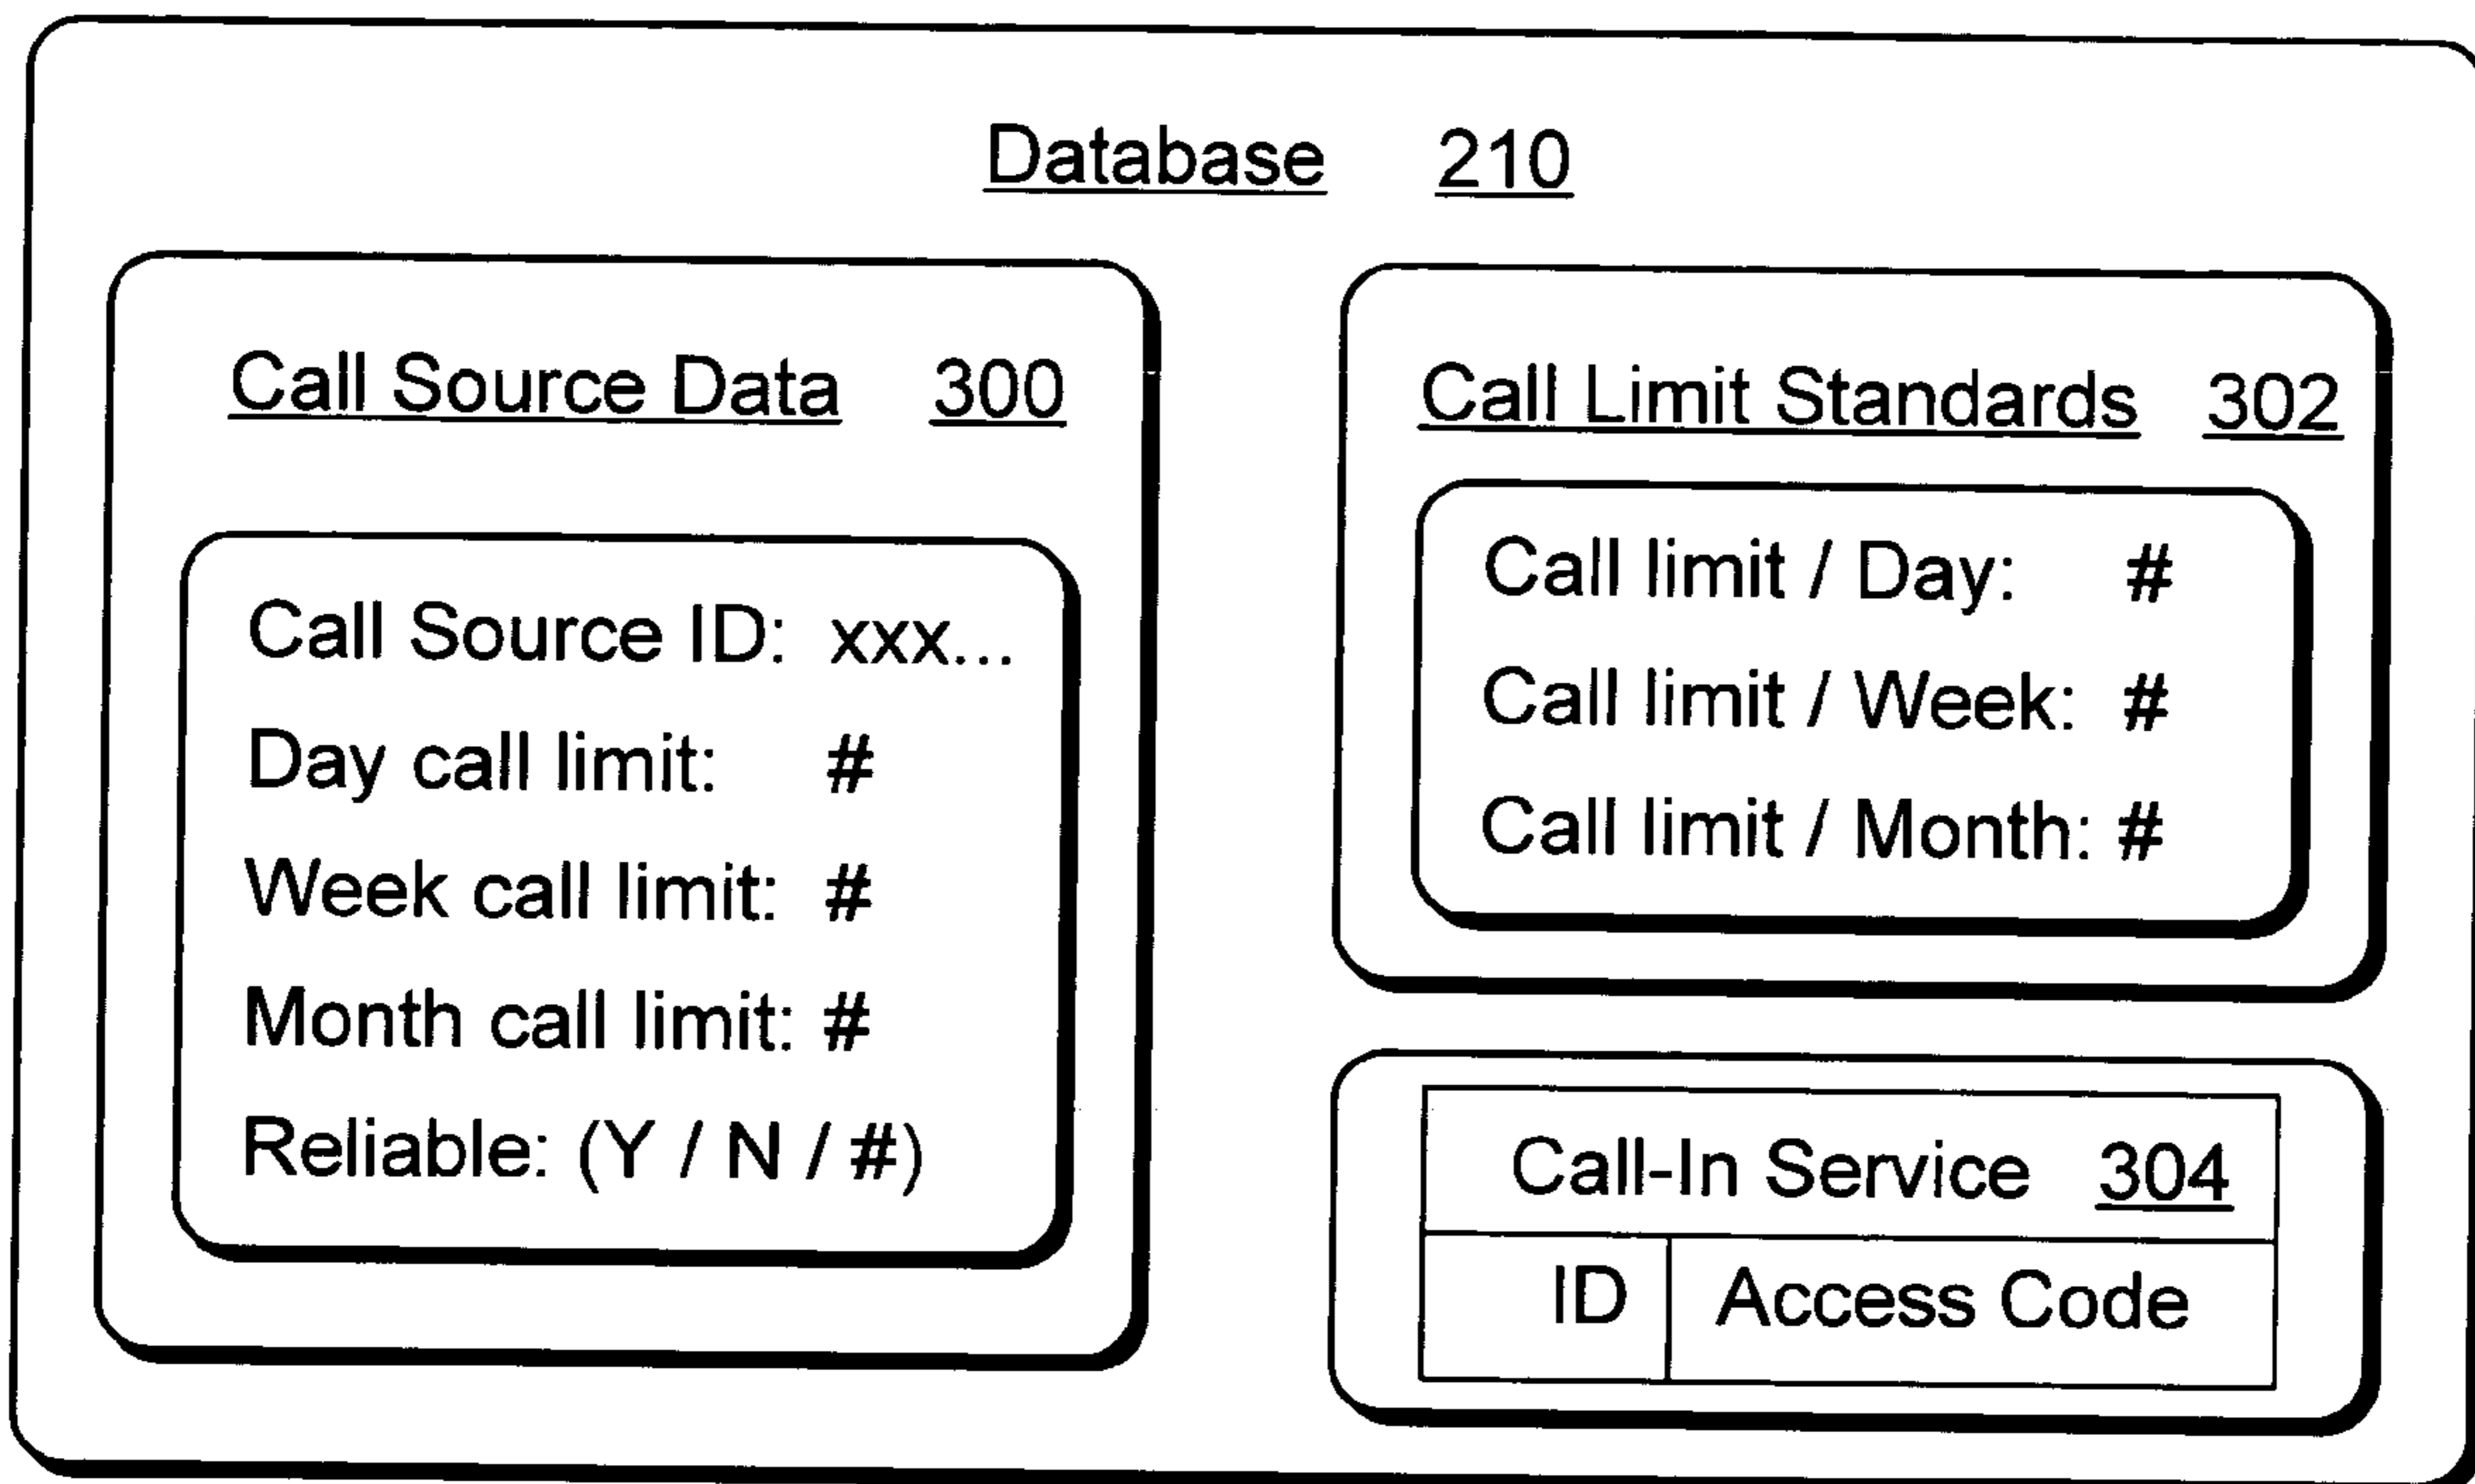 Database 210
Call Source Data 300
Call Source ID: xxx...
Day call limit: #
Week call limit: #
Month call limit: #
Reliable: (Y / N / #)
Call Limit Standards 302
Call limit / Day: #
Call limit / Week: #
Call limit / Month: #
Call-In Service 304
ID Access Code